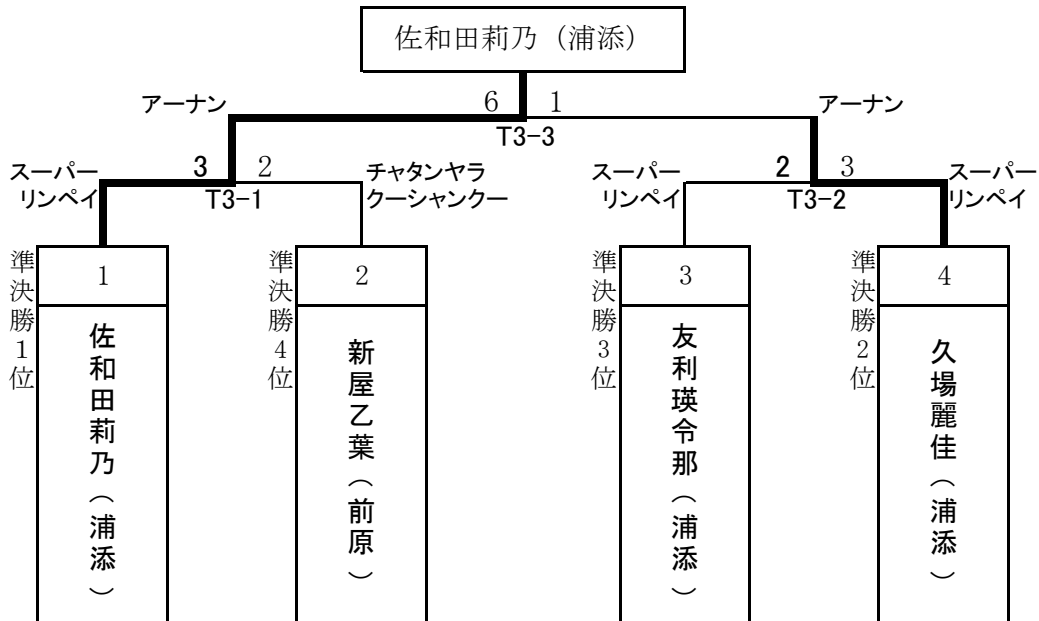 佐和田莉乃（浦添）
アーナン
6
1
アーナン
T3-3
スーパー
リンペイ
3
2
T3-1
チャタンヤラ
クーシャンクー
スーパー
リンペイ
2
3
T3-2
スーパー
リンペイ
準決勝1位
1
佐和田莉乃（浦添）
準決勝4位
2
新屋乙葉（前原）
準決勝3位
3
友利瑛令那（浦添）
準決勝2位
4
久場麗佳（浦添）